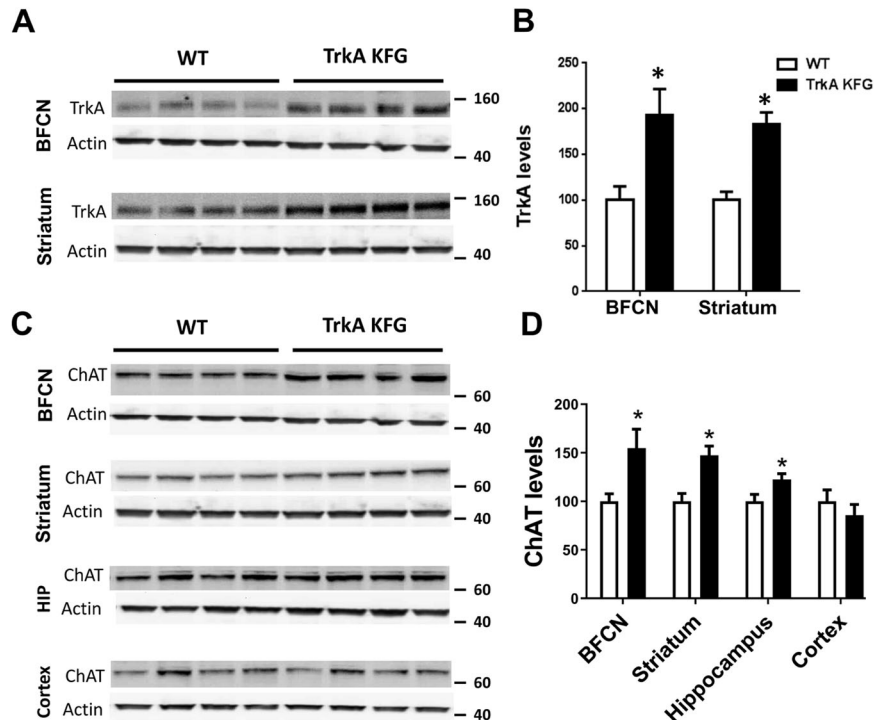 A
WT
TrkA KFG
BFCN
TrkA
160
Actin
40
Striatum
TrkA
160
Actin
40
B
TrkA levels
250
200
150
100
50
0
WT
TrkA KFG
*
*
BFCN
Striatum
C
WT
TrkA KFG
BFCN
ChAT
60
Actin
40
Striatum
ChAT
60
Actin
40
HIP
ChAT
60
Actin
40
Cortex
ChAT
60
Actin
40
D
ChAT levels
200
150
100
50
0
*
*
*
BFCN
Striatum
Hippocampus
Cortex